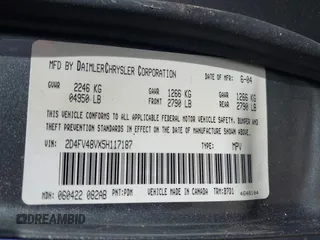 MFD BY DAIMLERCHRYSLER CORPORATION DATE OF MFR 6-04
GVWR 2246 KG GAWR 1266 KG GAWR 1266 KG
04950 LB FRONT 2790 LB REAR 2790 LB
THIS VEHICLE CONFORMS TO ALL APPLICABLE FEDERAL MOTOR VEHICLE SAFETY, BUMPER AND
THEFT PREVENTION STANDARDS IN EFFECT ON THE DATE OF MANUFACTURE SHOWN ABOVE.
VIN: 2D4FV48VX5H117187 TYPE: MPV
MDH: 060422 082AB PNT: PDM VEHICLE MADE IN CANADA TRM: B7D1
DREAMBID